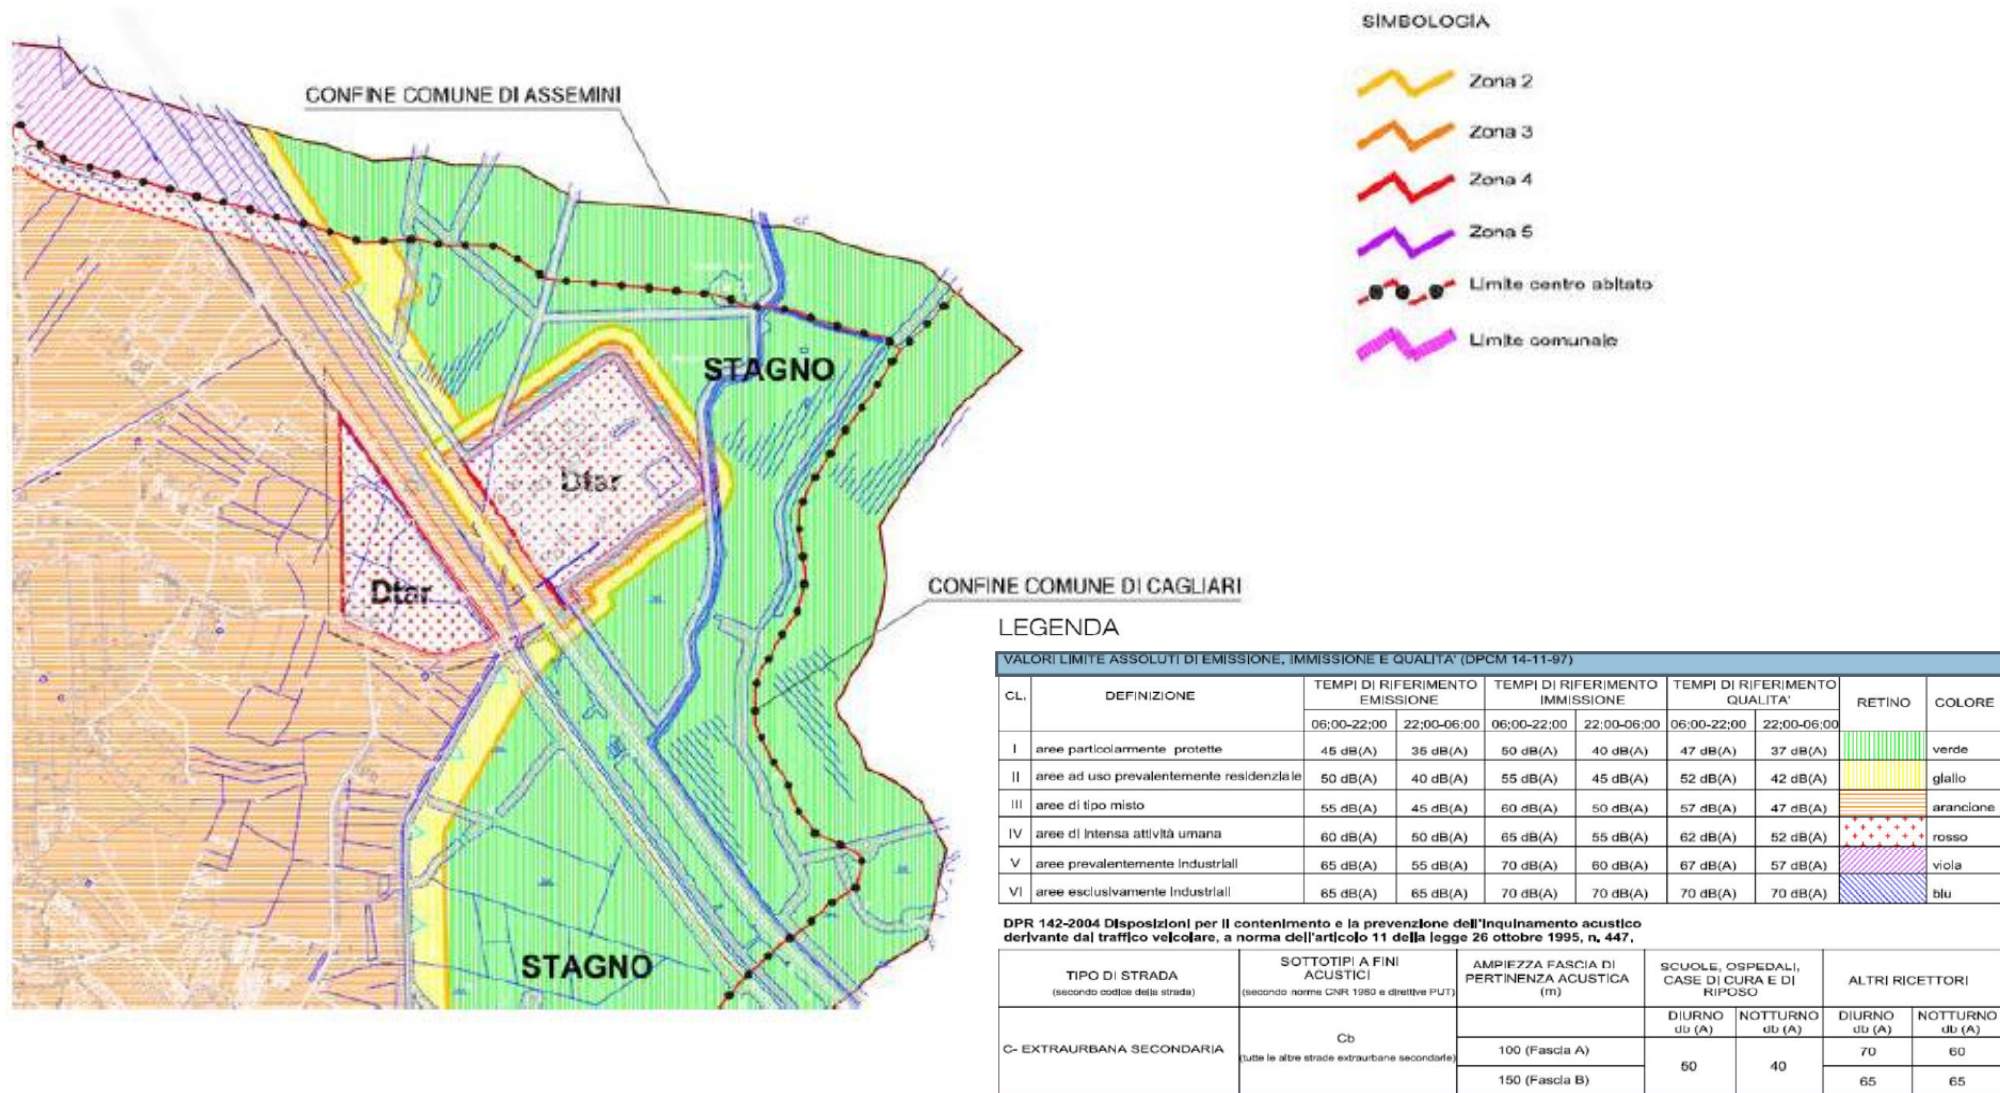 SIMBOLOGIA
Zona 2
Zona 3
Zona 4
Zona 5
Limite centro abitato
Limite comunale
CONFINE COMUNE DI ASSEMINI
STAGNO
Dtar
Dtar
CONFINE COMUNE DI CAGLIARI
STAGNO
LEGENDA
VALORI LIMITE ASSOLUTI DI EMISSIONE, IMMISSIONE E QUALITA' (DPCM 14-11-97)
CL. DEFINIZIONE TEMPI DI RIFERIMENTO EMISSIONE TEMPI DI RIFERIMENTO IMMISSIONE TEMPI DI RIFERIMENTO QUALITA' RETINO COLORE
06:00-22:00 22:00-06:00 06:00-22:00 22:00-06:00 06:00-22:00 22:00-06:00
I aree particolarmente protette 45 dB(A) 35 dB(A) 50 dB(A) 40 dB(A) 47 dB(A) 37 dB(A) verde
II aree ad uso prevalentemente residenziale 50 dB(A) 40 dB(A) 55 dB(A) 45 dB(A) 52 dB(A) 42 dB(A) giallo
III aree di tipo misto 55 dB(A) 45 dB(A) 60 dB(A) 50 dB(A) 57 dB(A) 47 dB(A) arancione
IV aree di intensa attività umana 60 dB(A) 50 dB(A) 65 dB(A) 55 dB(A) 62 dB(A) 52 dB(A) rosso
V aree prevalentemente industriali 65 dB(A) 55 dB(A) 70 dB(A) 60 dB(A) 67 dB(A) 57 dB(A) viola
VI aree esclusivamente industriali 65 dB(A) 65 dB(A) 70 dB(A) 70 dB(A) 70 dB(A) 70 dB(A) blu
DPR 142-2004 Disposizioni per il contenimento e la prevenzione dell'inquinamento acustico
derivante dal traffico veicolare, a norma dell'articolo 11 della legge 26 ottobre 1995, n. 447.
TIPO DI STRADA
(secondo codice della strada)
SOTTOTIPI A FINI
ACUSTICI
(secondo norme CNR 1980 e direttive PUT)
AMPIEZZA FASCIA DI
PERTINENZA ACUSTICA
(m)
SCUOLE, OSPEDALI,
CASE DI CURA E DI
RIPOSO
ALTRI RICETTORI
DIURNO db (A) NOTTURNO db (A) DIURNO db (A) NOTTURNO db (A)
C- EXTRAURBANA SECONDARIA
Cb
(tutte le altre strade extraurbane secondarie)
100 (Fascia A) 50 40 70 60
150 (Fascia B) 65 65